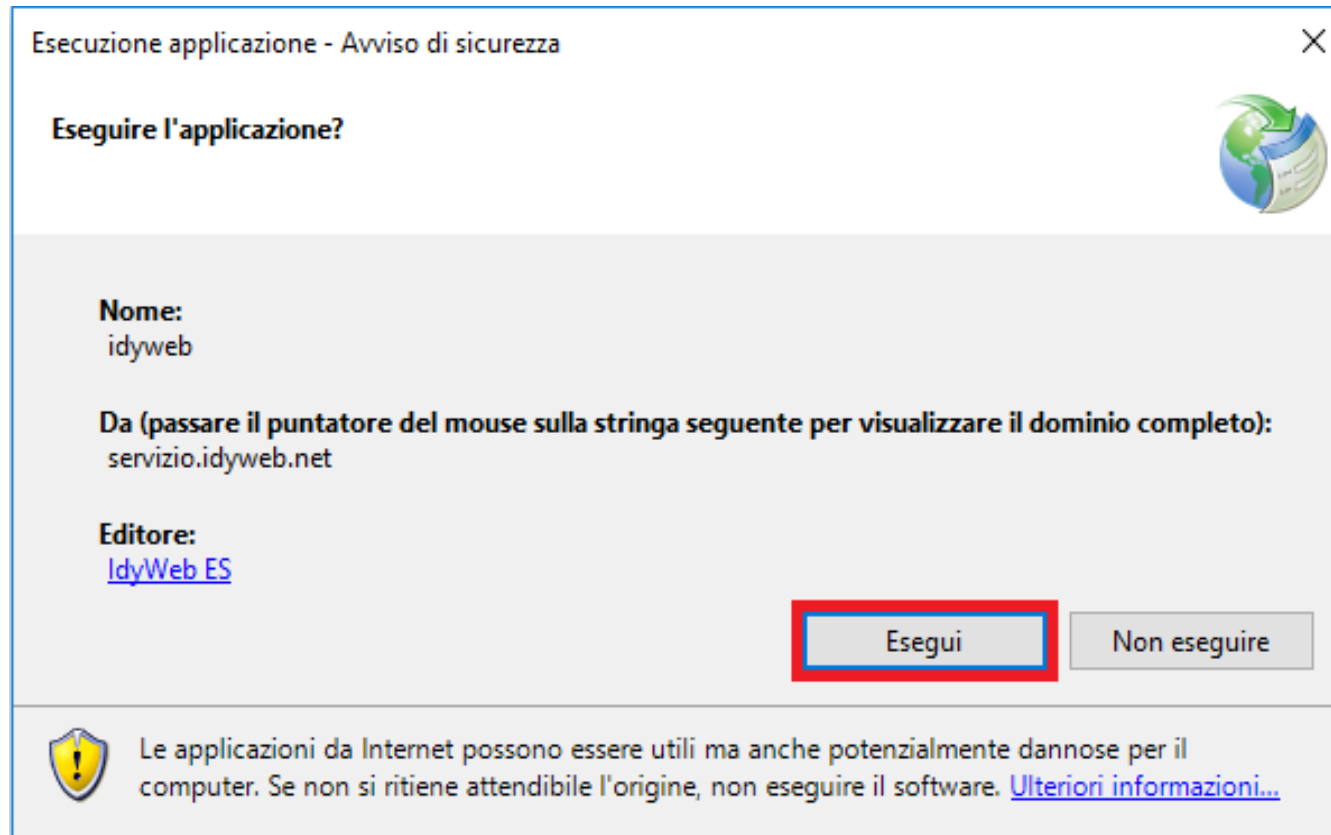 Esecuzione applicazione - Avviso di sicurezza
Eseguire l'applicazione?
Nome:
idyweb
Da (passare il puntatore del mouse sulla stringa seguente per visualizzare il dominio completo):
servizio.idyweb.net
Editore:
IdyWeb ES
Esegui
Non eseguire
Le applicazioni da Internet possono essere utili ma anche potenzialmente dannose per il
computer. Se non si ritiene attendibile l'origine, non eseguire il software. Ulteriori informazioni...